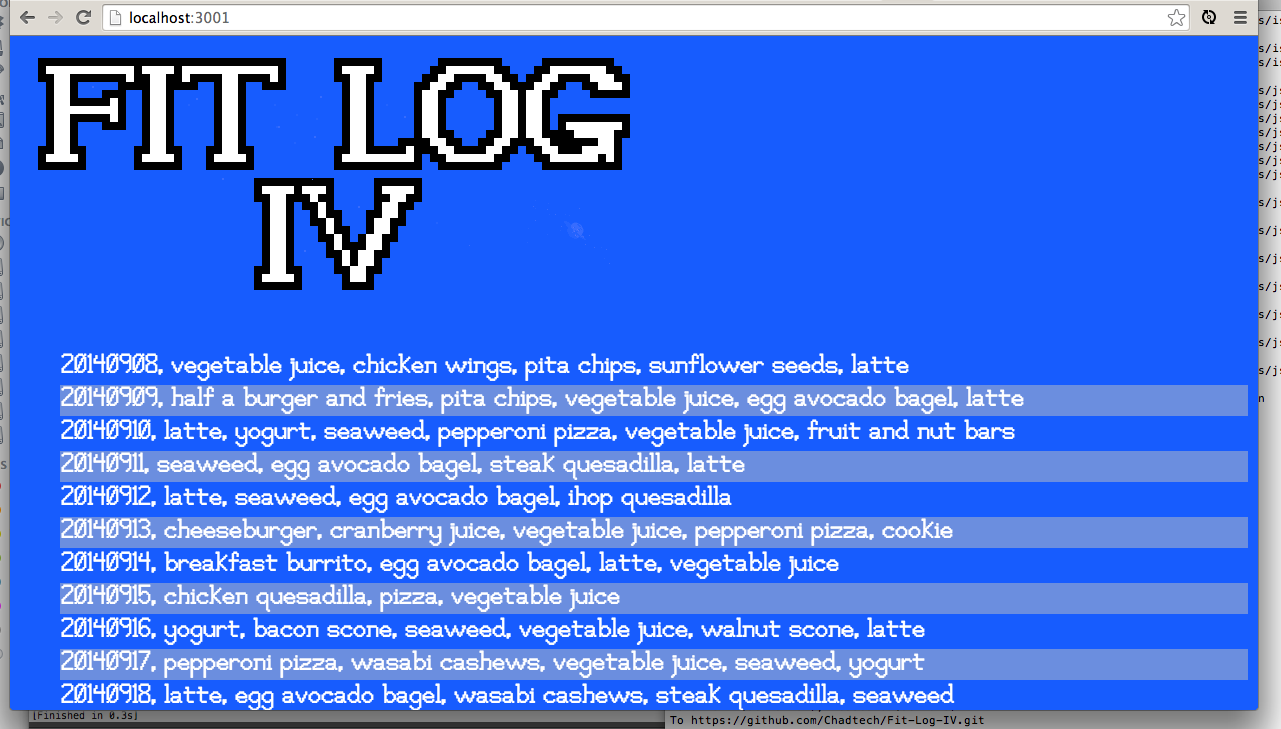 localhost:3001
FIT LOG
IV
20140908, vegetable juice, chicken wings, pita chips, sunflower seeds, latte
20140909, half a burger and fries, pita chips, vegetable juice, egg avocado bagel, latte
20140910, latte, yogurt, seaweed, pepperoni pizza, vegetable juice, fruit and nut bars
20140911, seaweed, egg avocado bagel, steak quesadilla, latte
20140912, latte, seaweed, egg avocado bagel, ihop quesadilla
20140913, cheeseburger, cranberry juice, vegetable juice, pepperoni pizza, cookie
20140914, breakfast burrito, egg avocado bagel, latte, vegetable juice
20140915, chicken quesadilla, pizza, vegetable juice
20140916, yogurt, bacon scone, seaweed, vegetable juice, walnut scone, latte
20140917, pepperoni pizza, wasabi cashews, vegetable juice, seaweed, yogurt
20140918, latte, egg avocado bagel, wasabi cashews, steak quesadilla, seaweed
[Finished in 0.3s]
To https://github.com/Chadtech/Fit-Log-IV.git